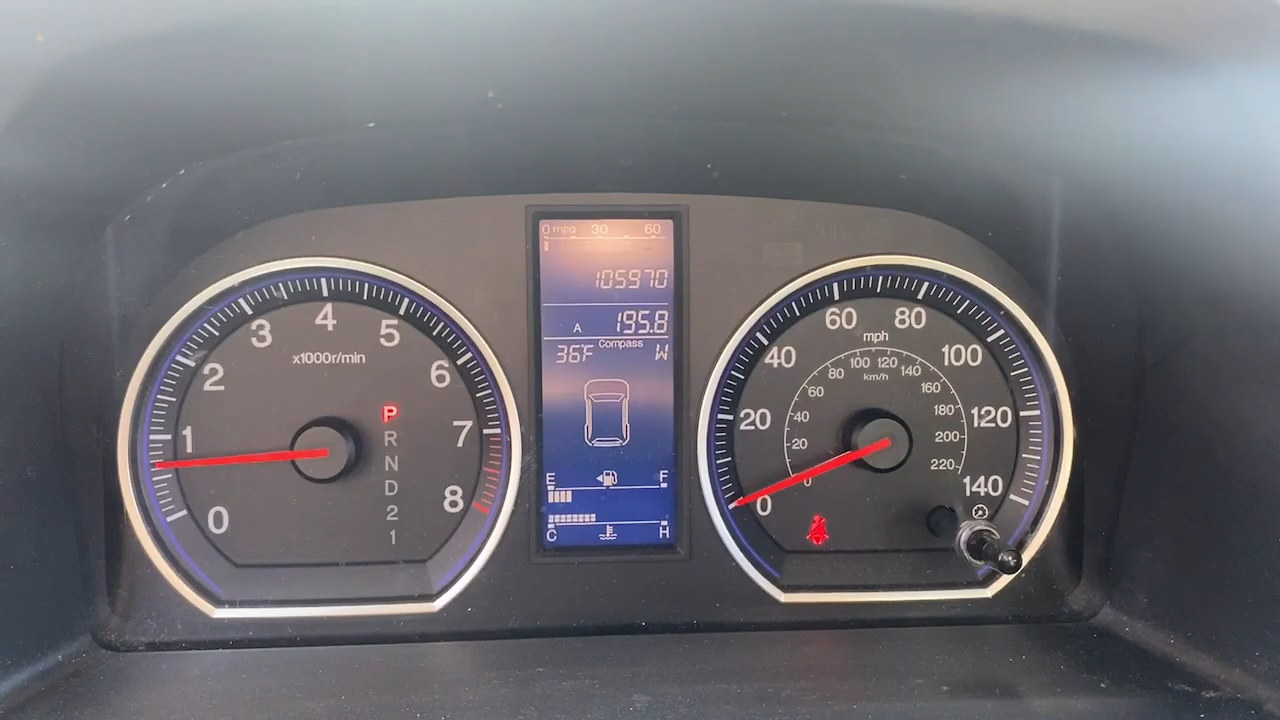 0 1 2 3 4 5 6 7 8
x1000r/min
P
R
N
D
2
1
0 mpg 30 60
105970
A 195.8
Compass
36°F W
E F
C H
0 20 40 60 80 100 120 140
mph
0 20 40 60 80 100 120 140 160 180 200 220
km/h